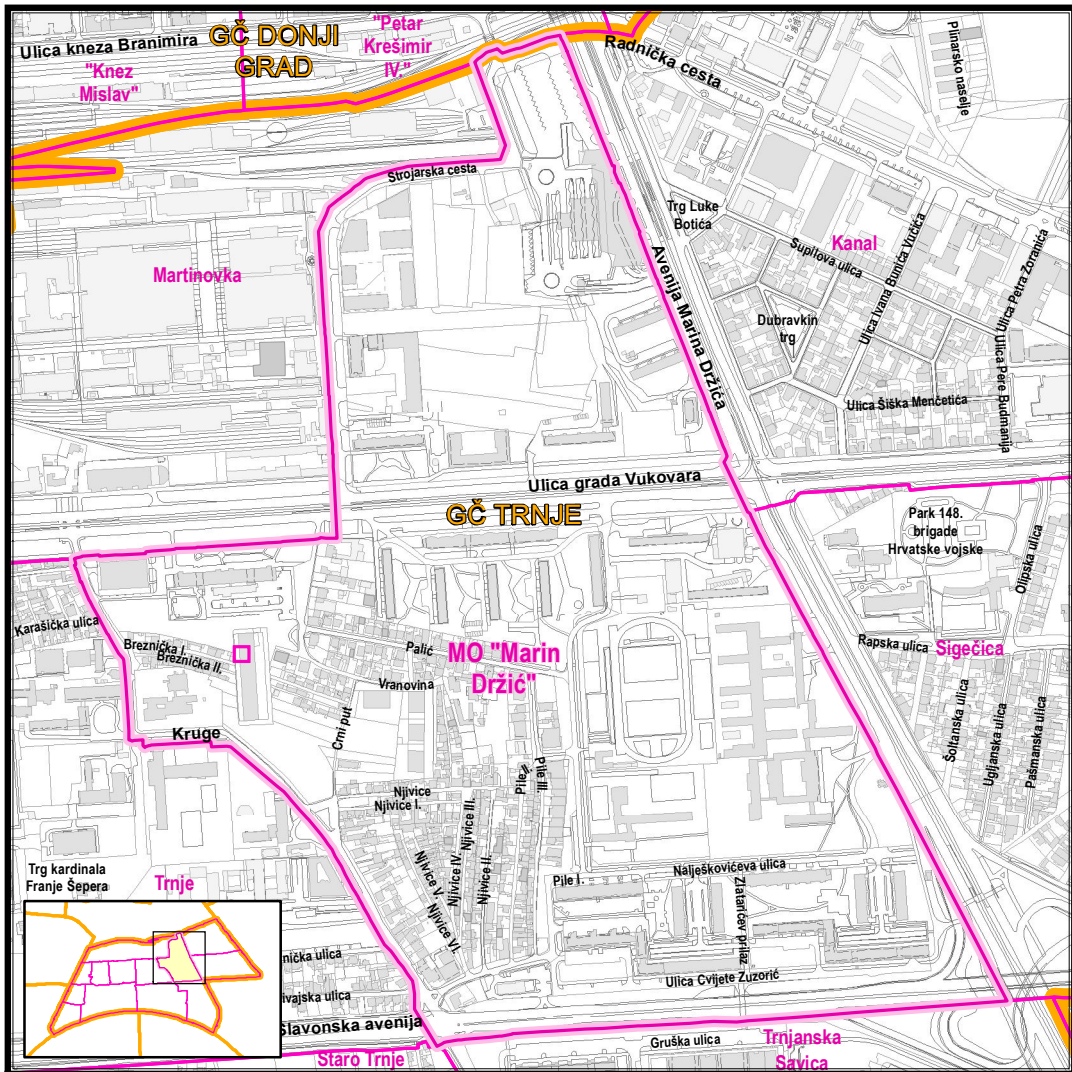 Ulica kneza Branimira
GČ DONJI
GRAD
"Petar
Krešimir
IV."
"Knez
Mislav"
Radnička cesta
Plinarsko naselje
Strojarska cesta
Trg Luke
Botića
Kanal
Supilova ulica
Ulica Ivana Bunića Vučića
Ulica Petra Zoranića
Martinovka
Avenija Marina Držića
Dubravkin
trg
Ulica Pere Budmanija
Ulica Šiška Menčetića
Ulica grada Vukovara
GČ TRNJE
Park 148.
brigade
Hrvatske vojske
Olipska ulica
Karašička ulica
Breznička I.
Breznička II.
Palić
MO "Marin
Držić"
Rapska ulica
Sigečica
Vranovina
Crni put
Šoltanska ulica
Ugljanska ulica
Pašmanska ulica
Kruge
Pile II.
Pile III.
Njivice
Njivice I.
Njivice III.
Njivice II.
Njivice IV.
Njivice V.
Njivice VI.
Trg kardinala
Franje Šepera
Trnje
Pile I.
Nalješkovićeva ulica
Zlatarićev prilaz
nička ulica
ivajska ulica
Ulica Cvijete Zuzorić
Slavonska avenija
Staro Trnje
Gruška ulica
Trnjanska
Savica